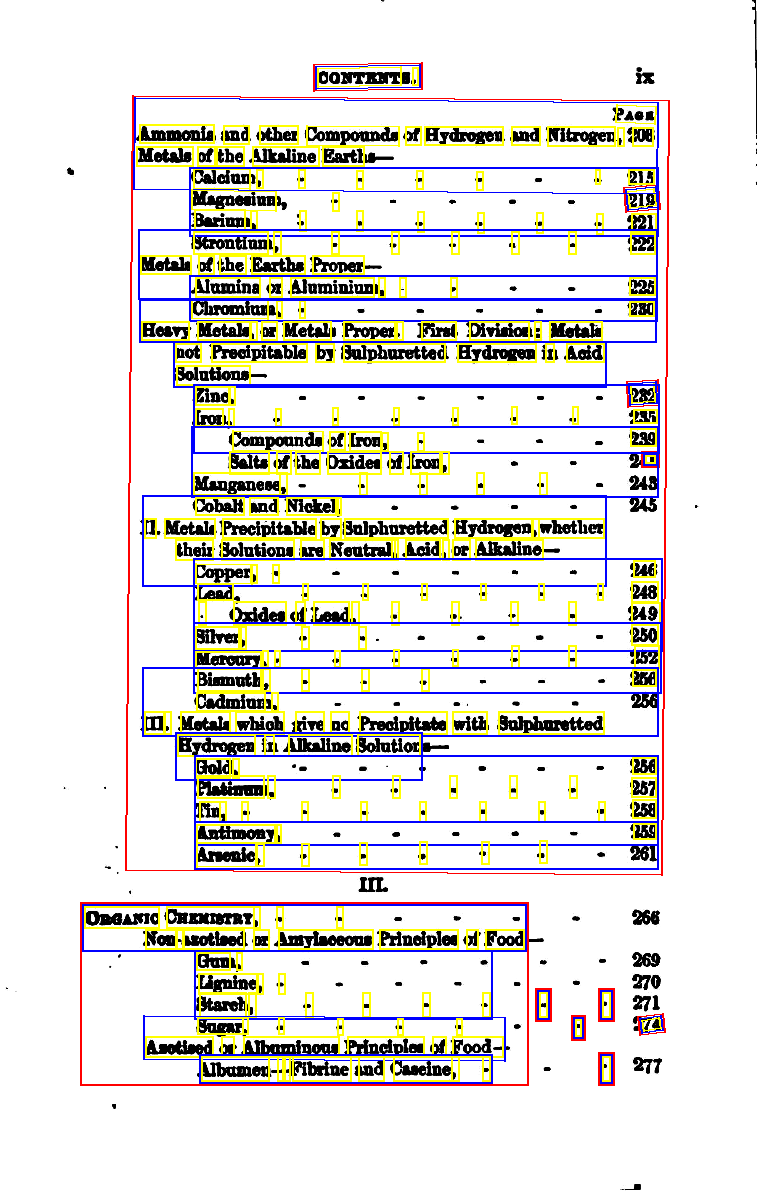 CONTENTS. ix
PAGE
Ammonia and other Compounds of Hydrogen and Nitrogen, 208
Metals of the Alkaline Earths—
Calcium, - - - - - - 215
Magnesium, - - - - - 219
Barium, - - - - - - 221
Strontium, - - - - - 222
Metals of the Earths Proper—
Alumina or Aluminium, - - - - 225
Chromium, - - - - - - 230
Heavy Metals, or Metals Proper. First Division: Metals
not Precipitable by Sulphuretted Hydrogen in Acid
Solutions—
Zinc, - - - - - - 232
Iron, - - - - - - 235
Compounds of Iron, - - - - 239
Salts of the Oxides of Iron, - - -
Manganese, - - - - - - 243
Cobalt and Nickel, - - - - - 245
II. Metals Precipitable by Sulphuretted Hydrogen, whether
their Solutions are Neutral, Acid, or Alkaline—
Copper, - - - - - - - 246
Lead, - - - - - - 248
Oxides of Lead, - - - - - 249
Silver, - - - - - - 250
Mercury, - - - - - - 252
Bismuth, - - - - - - 256
Cadmium, - - - - - - 256
III. Metals which give no Precipitate with Sulphuretted
Hydrogen in Alkaline Solutions—
Gold, - - - - - - 256
Platinum, - - - - - - 257
Tin, - - - - - - - 258
Antimony, - - - - - 259
Arsenic, - - - - - - 261
III.
ORGANIC CHEMISTRY, - - - - - - 266
Non-azotised or Amylaceous Principles of Food—
Gum, - - - - - - 269
Lignine, - - - - - - - 270
Starch, - - - - - - 271
Sugar, - - - - - - 274
Azotised or Albuminous Principles of Food—
Albumen—Fibrine and Caseine, - - - 277